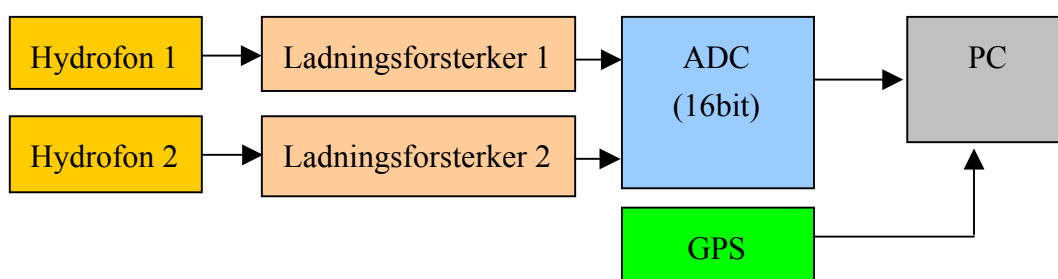 Hydrofon 1
Ladningsforsterker 1
ADC
(16bit)
PC
Hydrofon 2
Ladningsforsterker 2
GPS